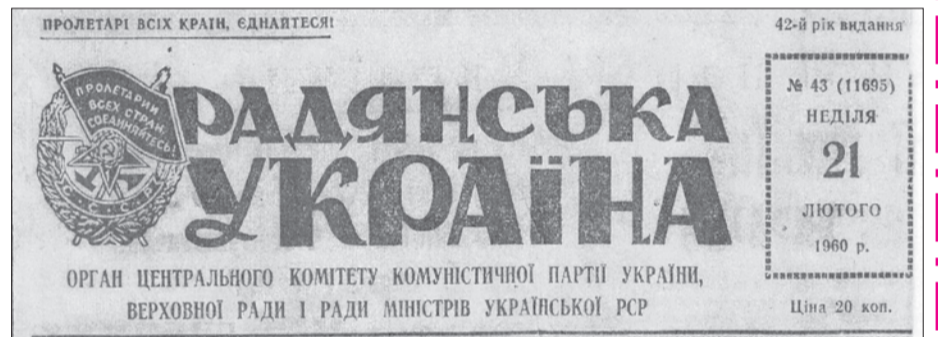 ПРОЛЕТАРІ ВСІХ КРАЇН, ЄДНАЙТЕСЯ!
42-й рік видання
ПРОЛЕТАРИИ
ВСЕХ СТРАН,
СОЕДИНЯЙТЕСЬ!
РАДЯНСЬКА
УКРАЇНА
№ 43 (11695)
НЕДІЛЯ
21
ЛЮТОГО
1960 р.
ОРГАН ЦЕНТРАЛЬНОГО КОМІТЕТУ КОМУНІСТИЧНОЇ ПАРТІЇ УКРАЇНИ,
ВЕРХОВНОЇ РАДИ І РАДИ МІНІСТРІВ УКРАЇНСЬКОЇ РСР
Ціна 20 коп.